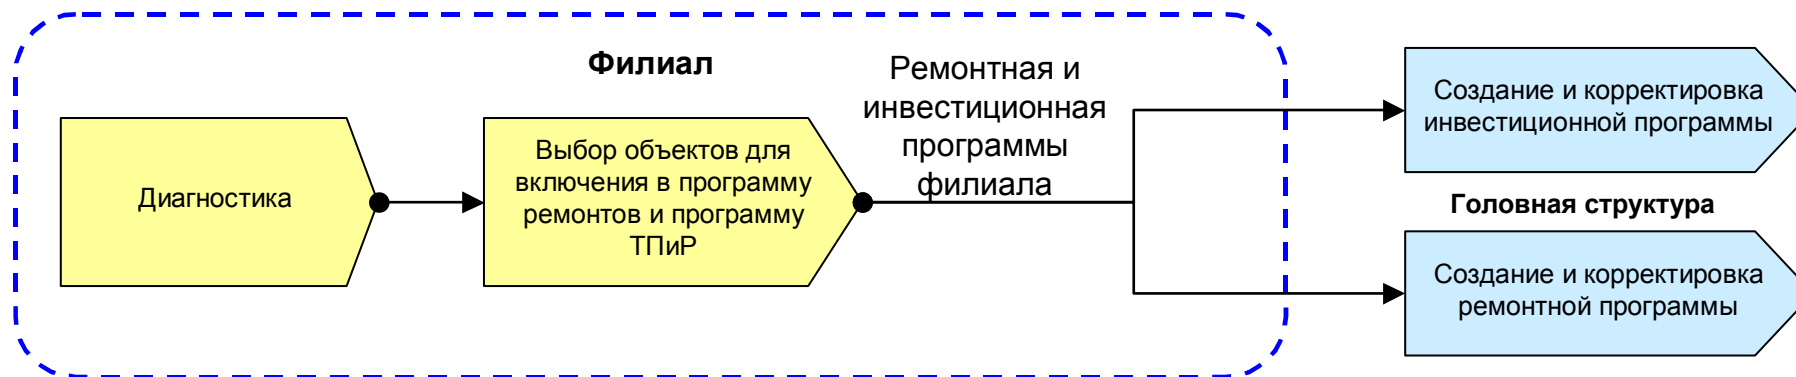 Филиал
Диагностика
Выбор объектов для
включения в программу
ремонтов и программу
ТПиР
Ремонтная и
инвестиционная
программы
филиала
Создание и корректировка
инвестиционной программы
Головная структура
Создание и корректировка
ремонтной программы